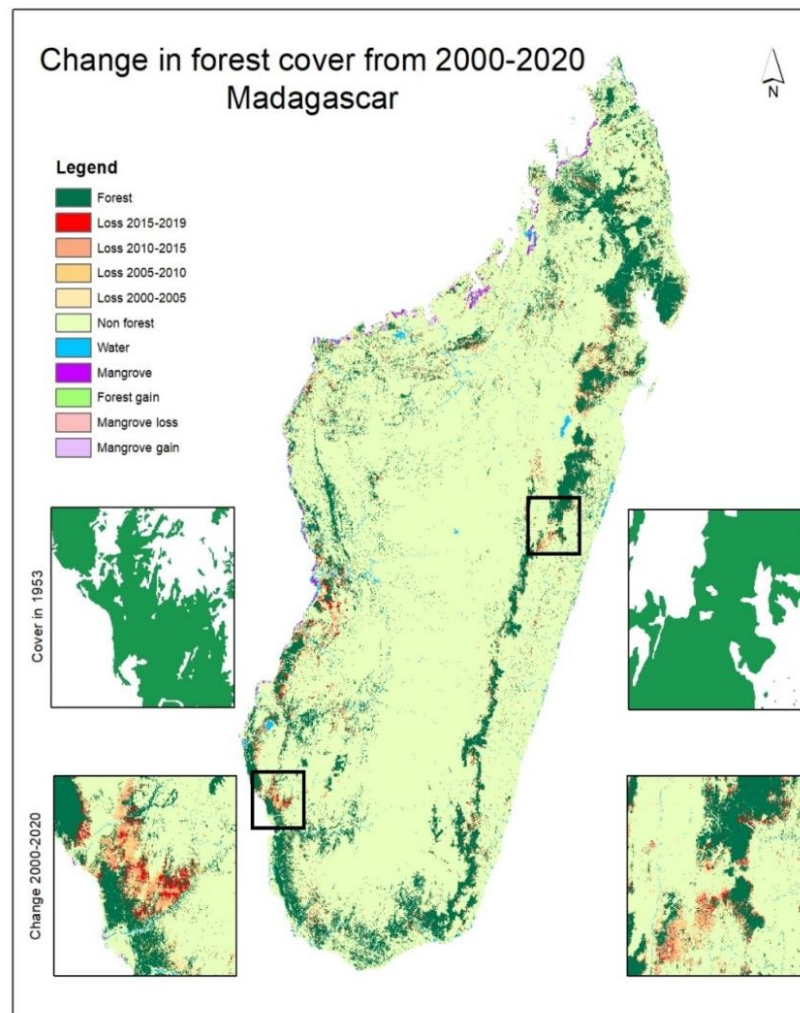 Change in forest cover from 2000-2020
Madagascar
N
Legend
Forest
Loss 2015-2019
Loss 2010-2015
Loss 2005-2010
Loss 2000-2005
Non forest
Water
Mangrove
Forest gain
Mangrove loss
Mangrove gain
Cover in 1953
Change 2000-2020